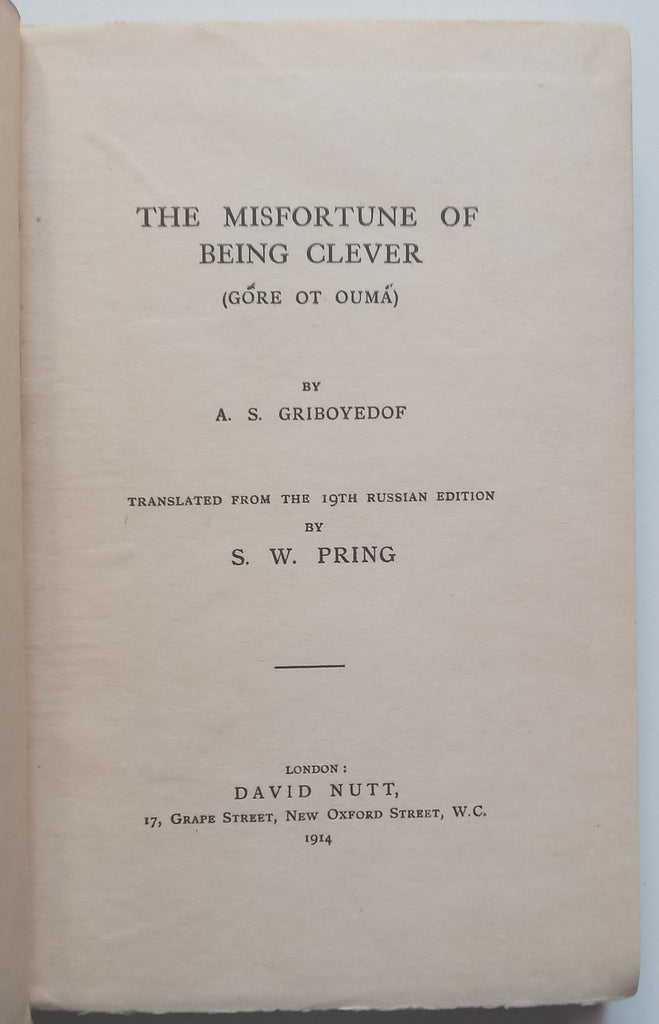 THE MISFORTUNE OF
BEING CLEVER
(GŐRE OT OUMÁ)
BY
A. S. GRIBOYEDOF
TRANSLATED FROM THE 19TH RUSSIAN EDITION
BY
S. W. PRING
LONDON:
DAVID NUTT,
17, GRAPE STREET, NEW OXFORD STREET, W.C.
1914